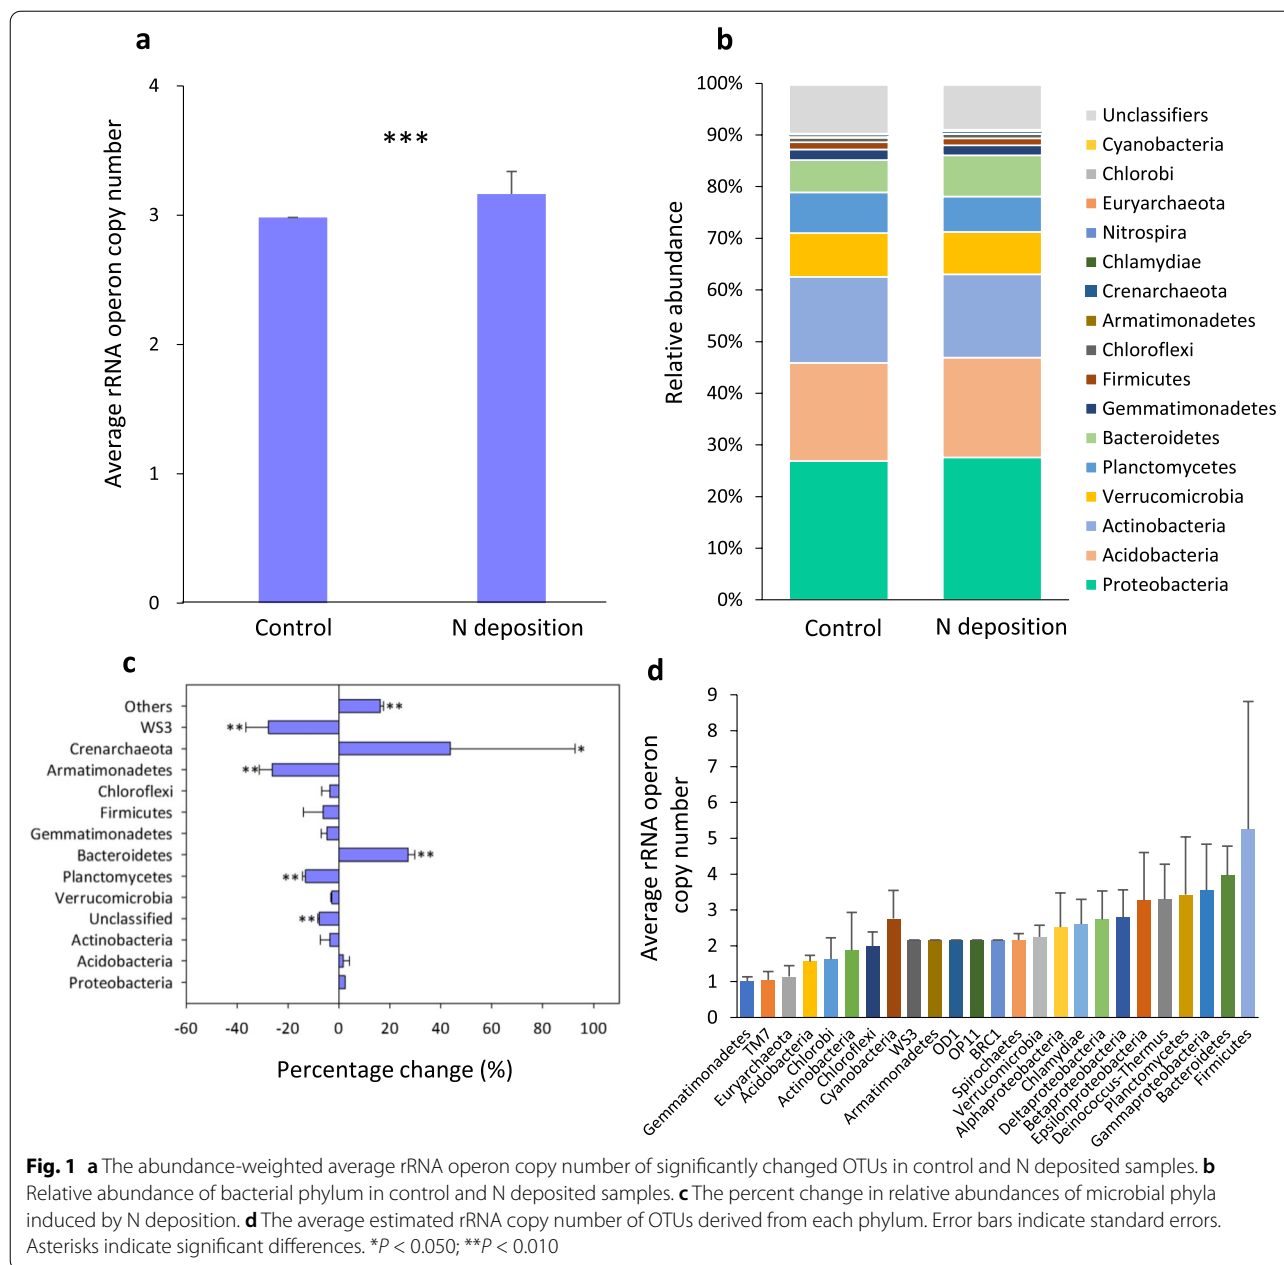 a
Average rRNA operon copy number
4
3
2
1
0
***
Control
N deposition
b
Relative abundance
100%
90%
80%
70%
60%
50%
40%
30%
20%
10%
0%
Control
N deposition
Unclassifiers
Cyanobacteria
Chlorobi
Euryarchaeota
Nitrospira
Chlamydiae
Crenarchaeota
Armatimonadetes
Chloroflexi
Firmicutes
Gemmatimonadetes
Bacteroidetes
Planctomycetes
Verrucomicrobia
Actinobacteria
Acidobacteria
Proteobacteria
c
Others **
WS3 **
Crenarchaeota *
Armatimonadetes **
Chloroflexi
Firmicutes
Gemmatimonadetes
Bacteroidetes **
Planctomycetes **
Verrucomicrobia
Unclassified **
Actinobacteria
Acidobacteria
Proteobacteria
-60 -40 -20 0 20 40 60 80 100
Percentage change (%)
d
Average rRNA operon
copy number
9
8
7
6
5
4
3
2
1
0
Gemmatimonadetes
TM7
Euryarchaeota
Acidobacteria
Chlorobi
Actinobacteria
Chloroflexi
Cyanobacteria
WS3
Armatimonadetes
OD1
OP11
BRC1
Spirochaetes
Verrucomicrobia
Alphaproteobacteria
Chlamydiae
Deltaproteobacteria
Betaproteobacteria
Epsilonproteobacteria
Deinococcus-Thermus
Planctomycetes
Gammaproteobacteria
Bacteroidetes
Firmicutes
Fig. 1 a The abundance-weighted average rRNA operon copy number of significantly changed OTUs in control and N deposited samples. b
Relative abundance of bacterial phylum in control and N deposited samples. c The percent change in relative abundances of microbial phyla
induced by N deposition. d The average estimated rRNA copy number of OTUs derived from each phylum. Error bars indicate standard errors.
Asterisks indicate significant differences. *P < 0.050; **P < 0.010